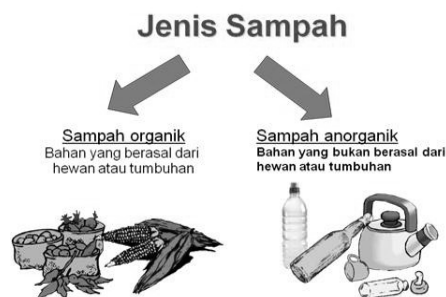 Jenis Sampah
Sampah organik
Bahan yang berasal dari
hewan atau tumbuhan
Sampah anorganik
Bahan yang bukan berasal dari
hewan atau tumbuhan